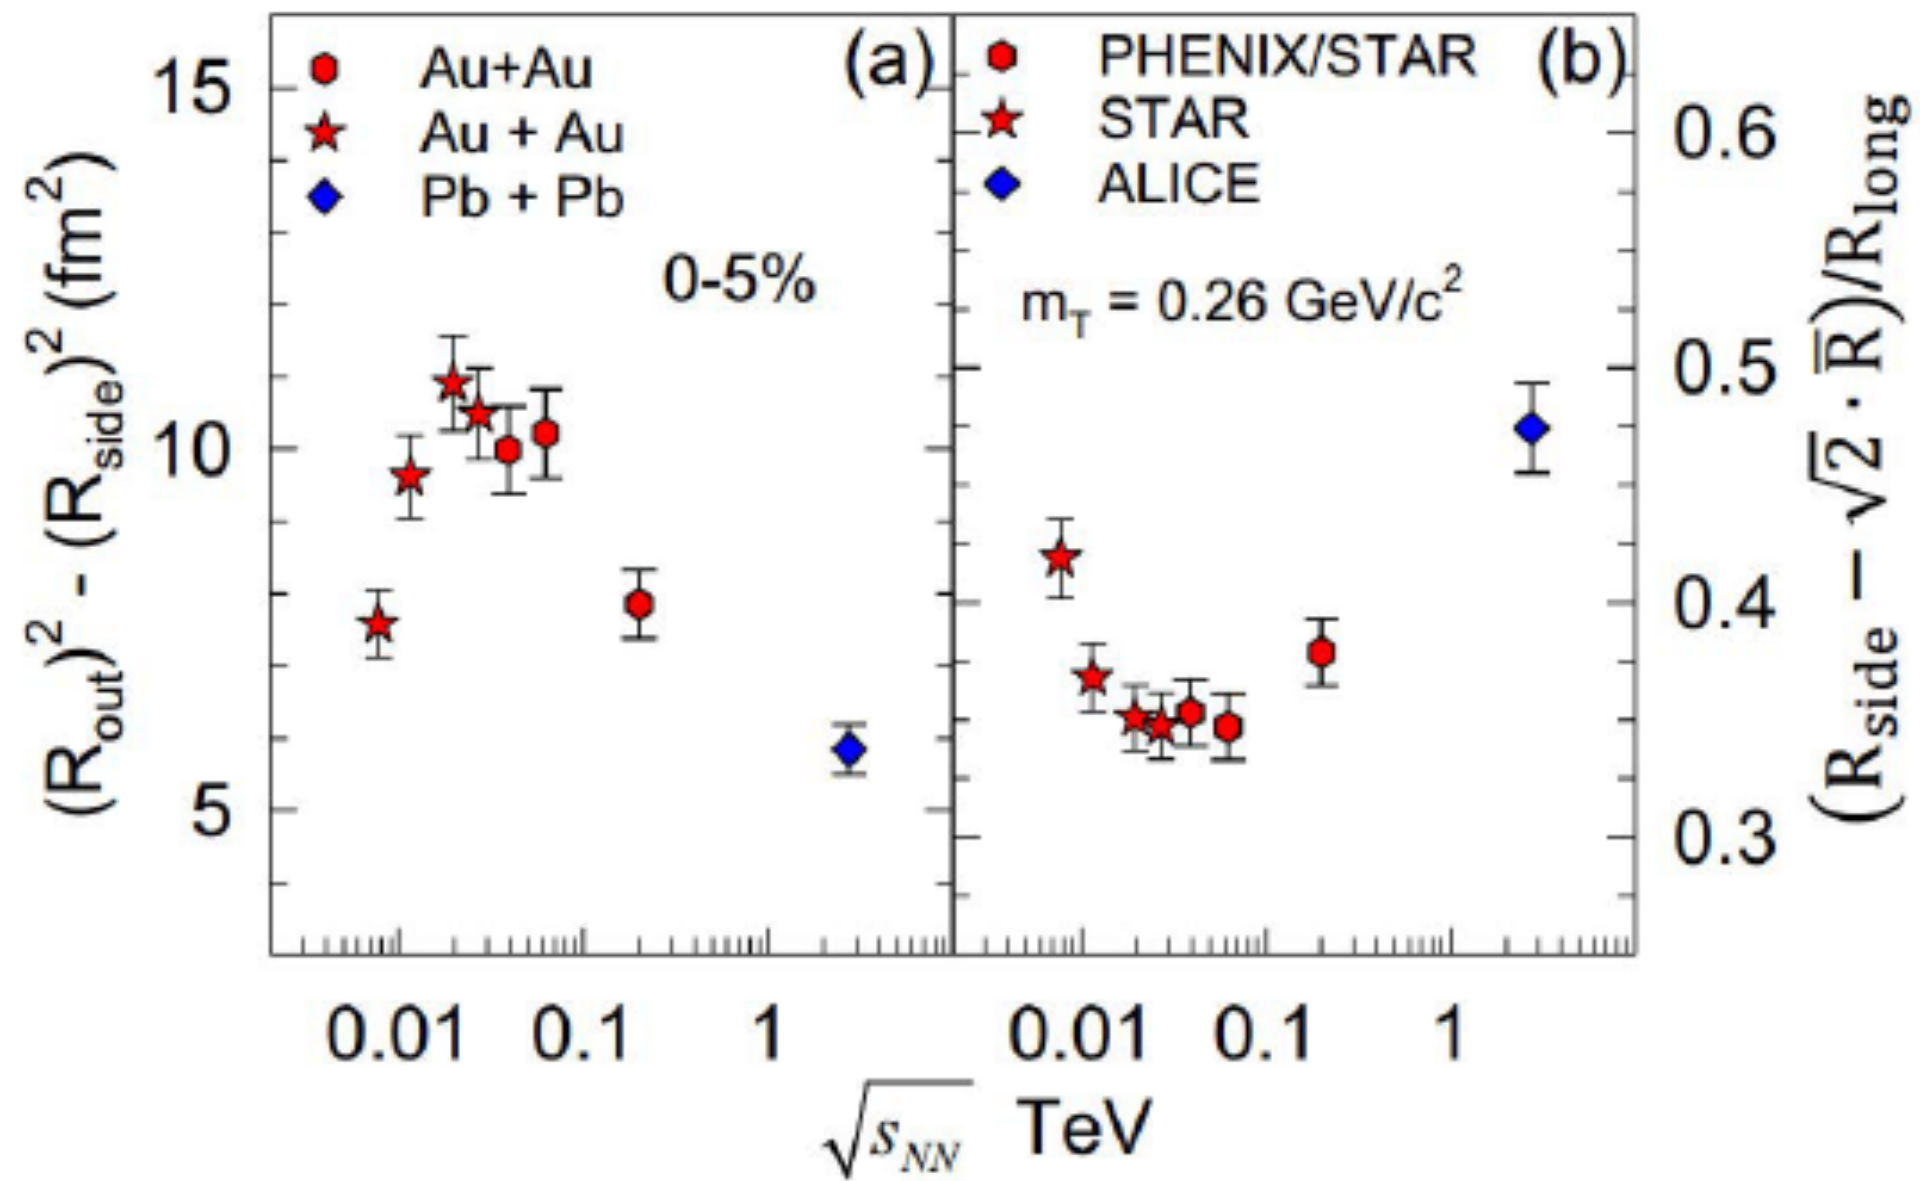 (R_out)^2 - (R_side)^2 (fm^2)
15
10
5
Au+Au
Au + Au
Pb + Pb
(a)
0-5%
0.01 0.1 1
PHENIX/STAR
STAR
ALICE
(b)
m_T = 0.26 GeV/c^2
0.01 0.1 1
0.6
0.5
0.4
0.3
(R_side − √2 · R̅)/R_long
√s_NN TeV